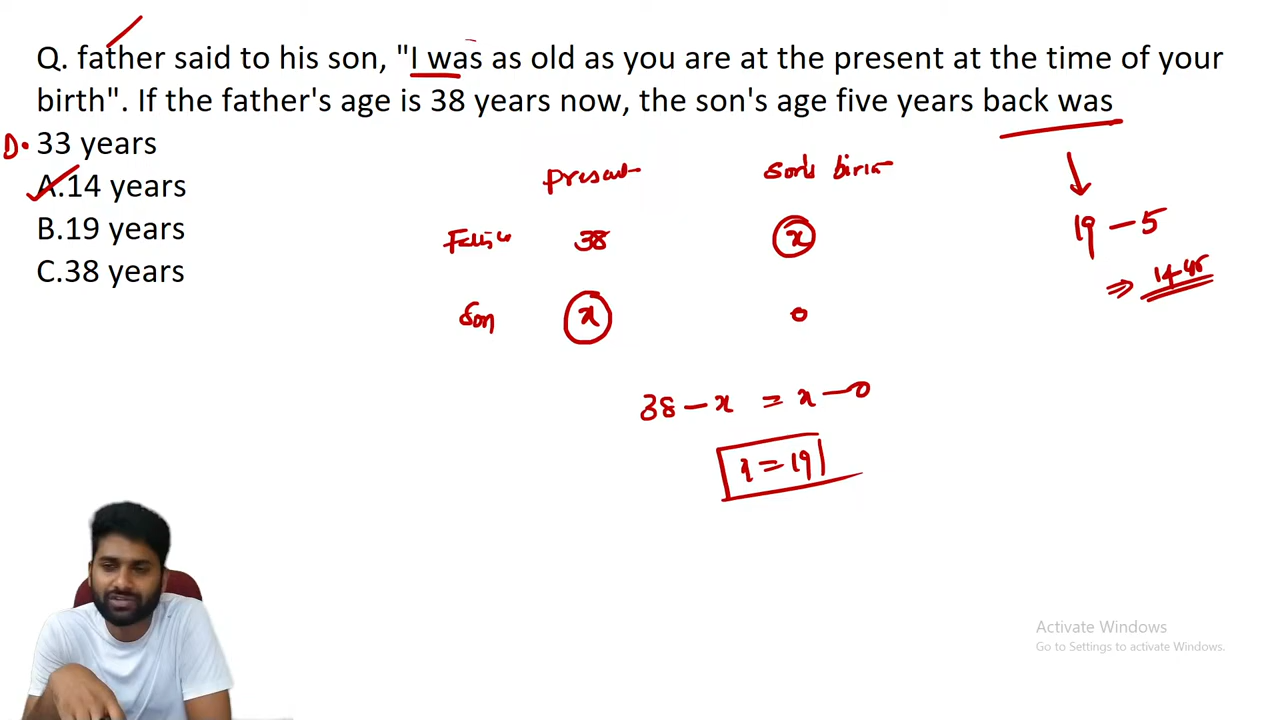 Q. father said to his son, "I was as old as you are at the present at the time of your
birth". If the father's age is 38 years now, the son's age five years back was
D. 33 years
A.14 years
B.19 years
C.38 years
Present
Son's birth
Father 38 x
Son x 0
19 - 5
⇒ 14 yr
38 - x = x - 0
x = 19
Activate Windows
Go to Settings to activate Windows.